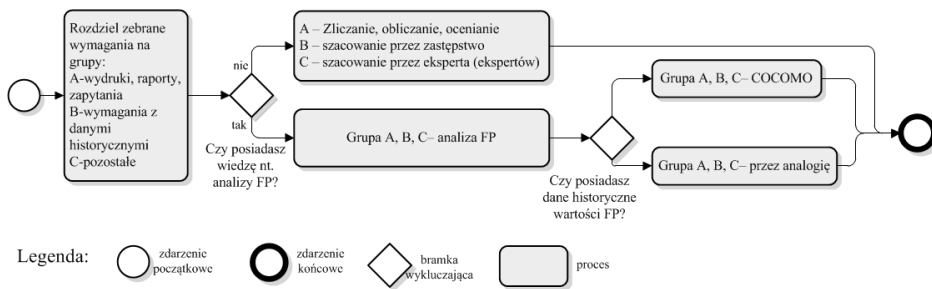 Rozdziel zebrane
wymagania na
grupy:
A-wydruki, raporty,
zapytania
B-wymagania z
danymi
historycznymi
C-pozostałe
nie
tak
Czy posiadasz
wiedzę nt.
analizy FP?
A – Zliczanie, obliczanie, ocenianie
B – szacowanie przez zastępstwo
C – szacowanie przez eksperta (ekspertów)
Grupa A, B, C– analiza FP
Czy posiadasz
dane historyczne
wartości FP?
Grupa A, B, C– COCOMO
Grupa A, B, C– przez analogię
Legenda:
zdarzenie
początkowe
zdarzenie
końcowe
bramka
wykluczająca
proces